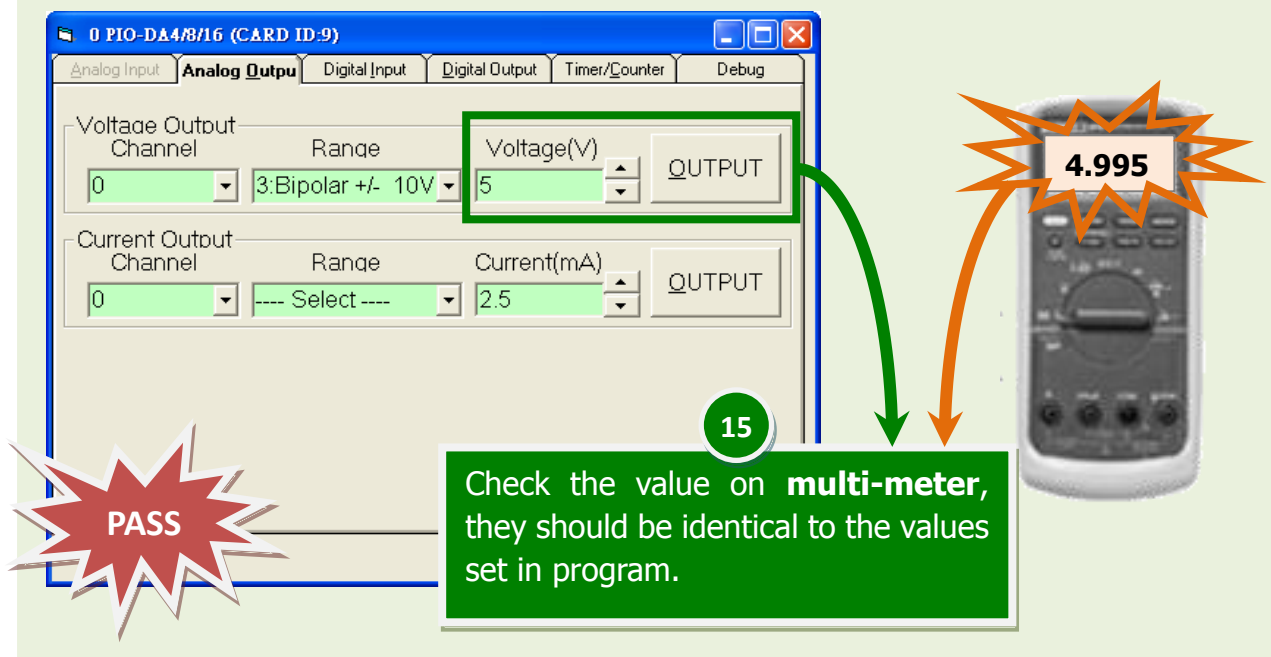 0 PIO-DA4/8/16 (CARD ID:9)
Analog Input Analog Outpu Digital Input Digital Output Timer/Counter Debug
Voltage Output
Channel Range Voltage(V)
0 3:Bipolar +/- 10V 5 OUTPUT
4.995
Current Output
Channel Range Current(mA)
0 ---- Select ---- 2.5 OUTPUT
15
Check the value on multi-meter,
they should be identical to the values
set in program.
PASS